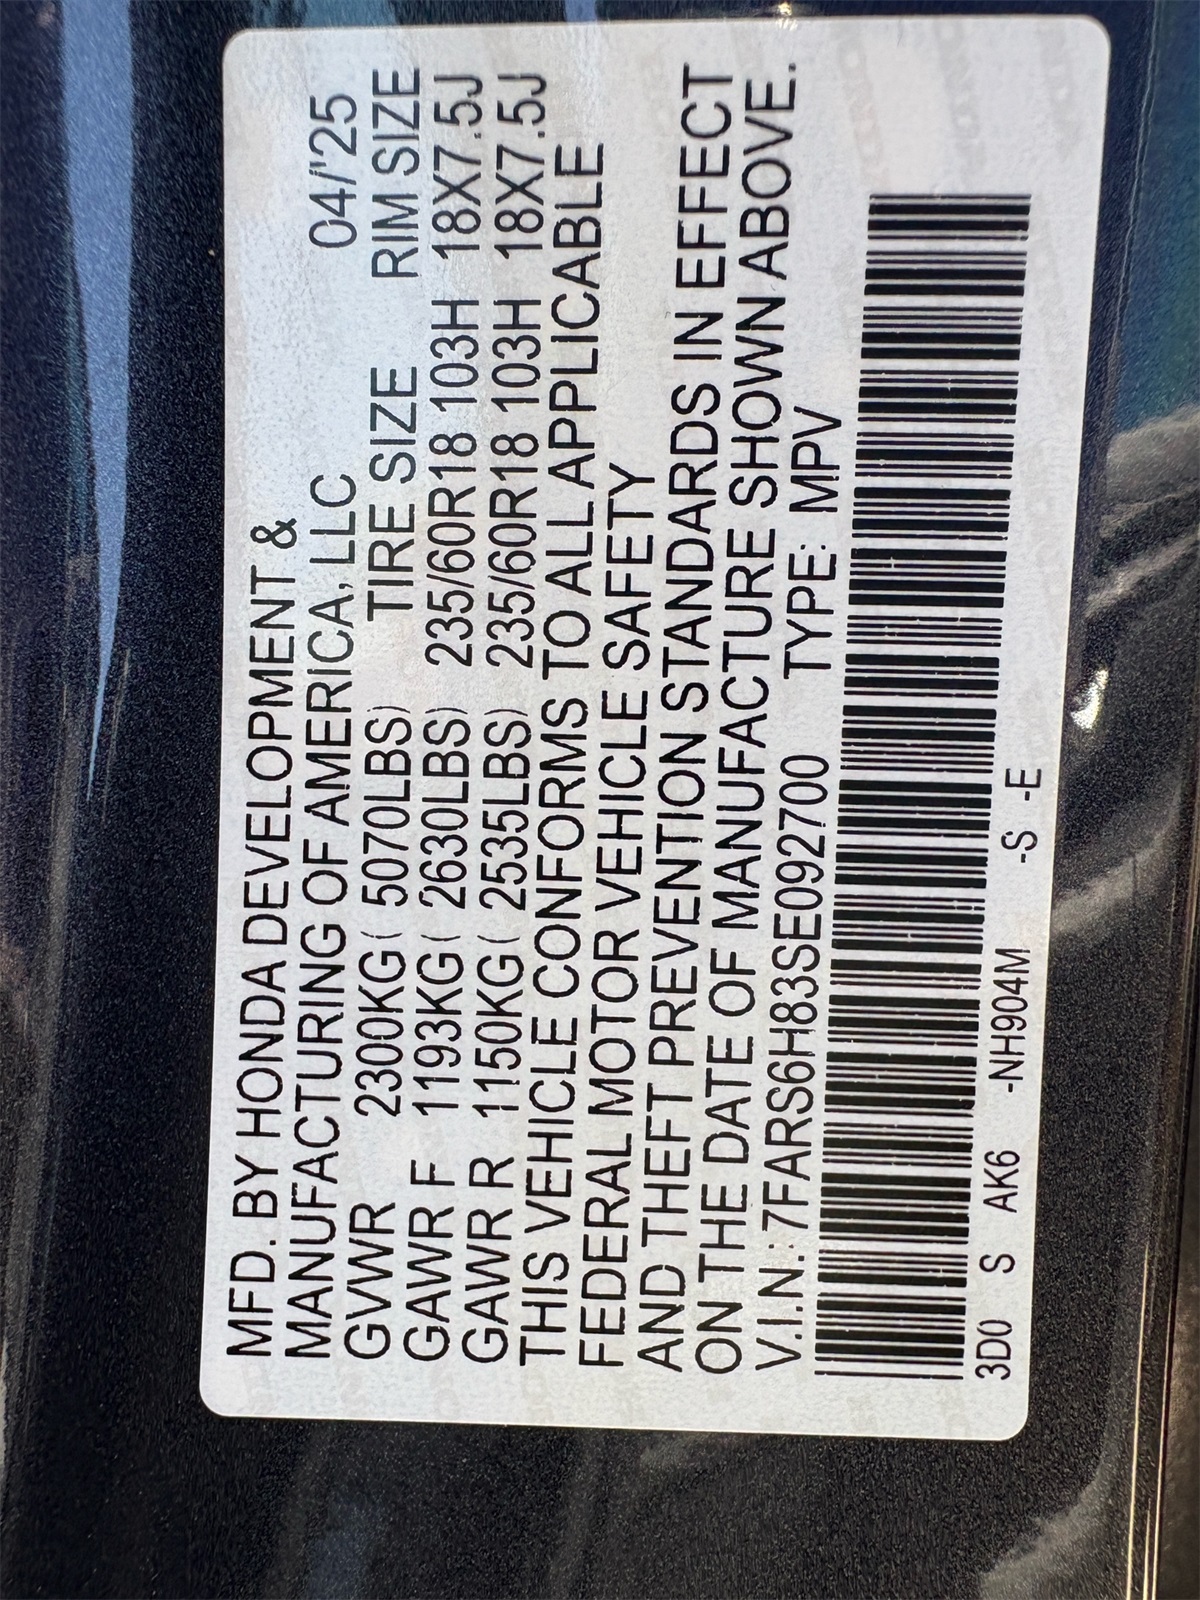 MFD. BY HONDA DEVELOPMENT &
MANUFACTURING OF AMERICA, LLC 04/'25
GVWR TIRE SIZE RIM SIZE
2300KG ( 5070LBS)
GAWR F 1193KG ( 2630LBS) 235/60R18 103H 18X7.5J
GAWR R 1150KG ( 2535LBS) 235/60R18 103H 18X7.5J
THIS VEHICLE CONFORMS TO ALL APPLICABLE
FEDERAL MOTOR VEHICLE SAFETY
AND THEFT PREVENTION STANDARDS IN EFFECT
ON THE DATE OF MANUFACTURE SHOWN ABOVE.
V.I.N.: 7FARS6H83SE092700 TYPE: MPV
3D0 S AK6 -NH904M -S -E